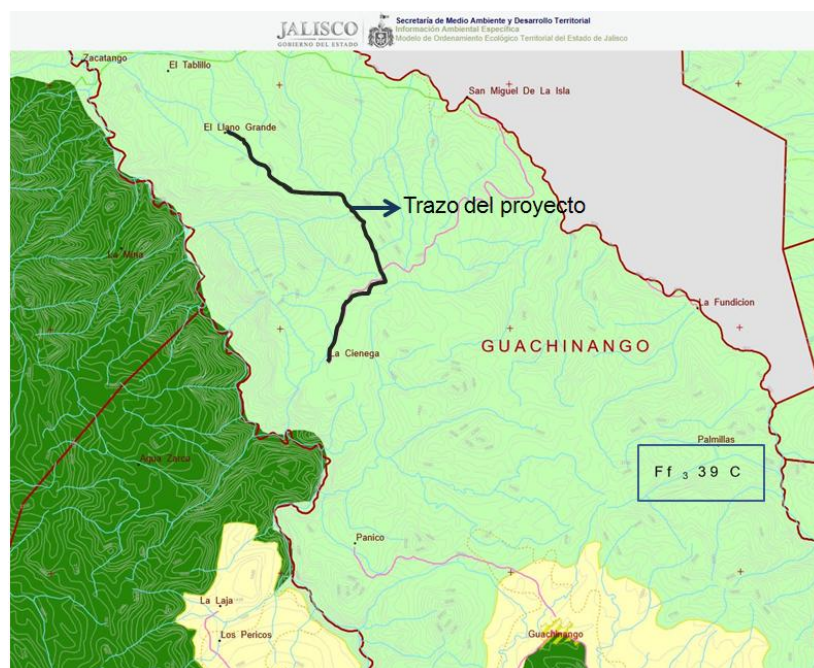 JALISCO
GOBIERNO DEL ESTADO
Secretaría de Medio Ambiente y Desarrollo Territorial
Información Ambiental Específica
Modelo de Ordenamiento Ecológico Territorial del Estado de Jalisco
Zacatango
El Tablillo
San Miguel De La Isla
El Llano Grande
Trazo del proyecto
La Mina
La Fundicion
GUACHINANGO
La Cienega
Palmillas
Agua Zarca
Ff 3 39 C
Panico
La Laja
Los Pericos
Guachinango